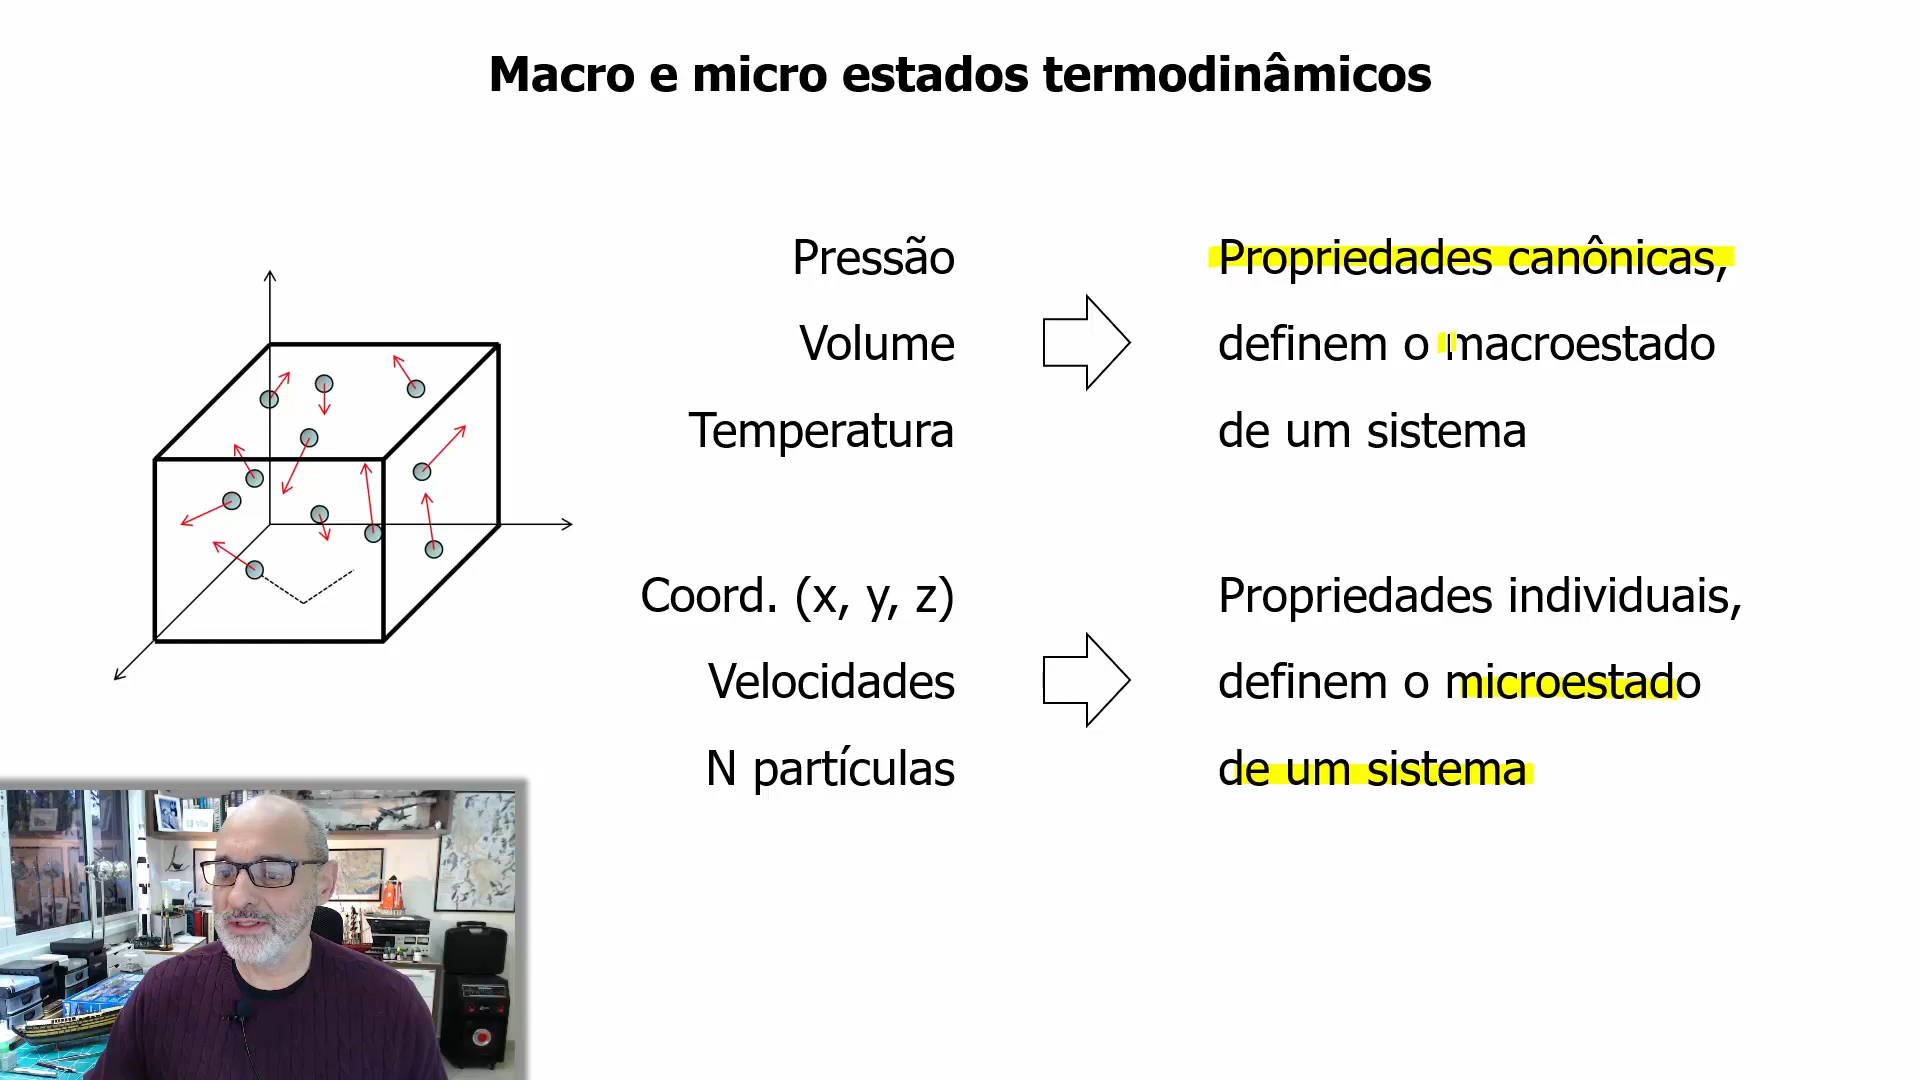 Macro e micro estados termodinâmicos
Pressão
Volume
Temperatura
Propriedades canônicas,
definem o macroestado
de um sistema
Coord. (x, y, z)
Velocidades
N partículas
Propriedades individuais,
definem o microestado
de um sistema